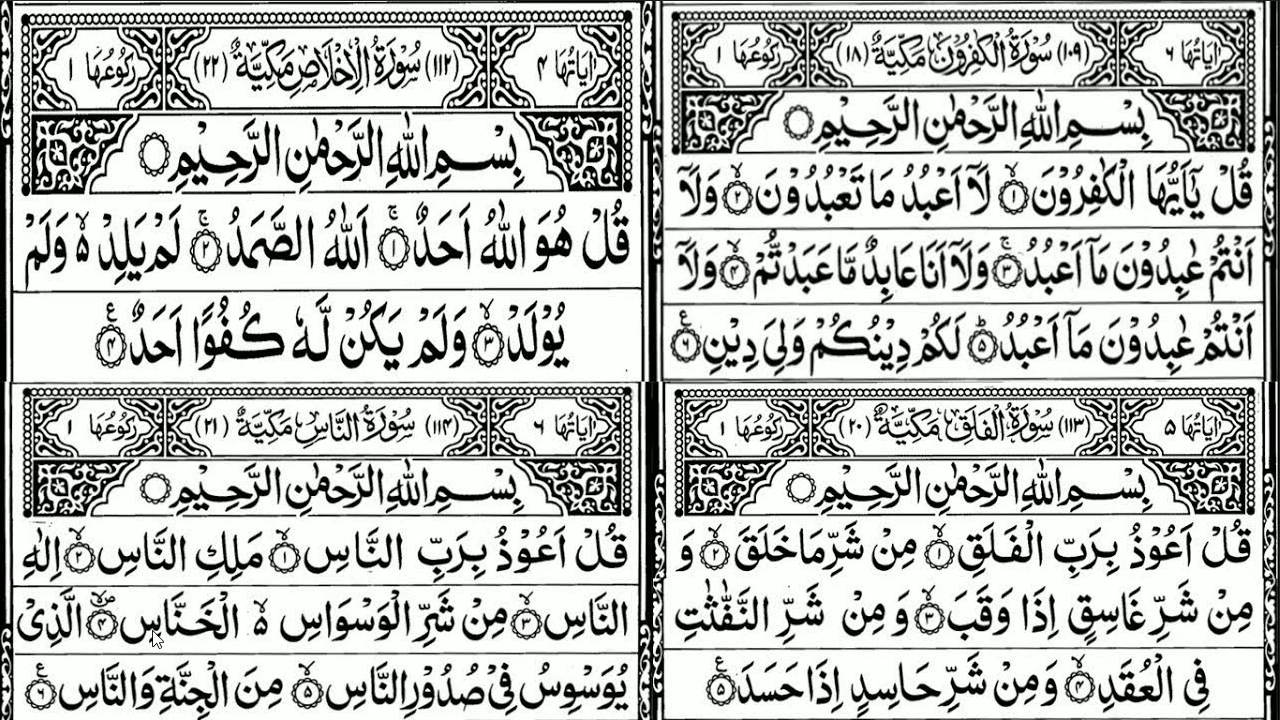 اٰیَاتُهَا ٦ (١٠٩) سُوْرَةُ الْكٰفِرُوْنَ مَكِّيَّةٌ (١٨) رُكُوْعُهَا ١
بِسْمِ اللّٰهِ الرَّحْمٰنِ الرَّحِيْمِ
قُلْ يٰٓاَيُّهَا الْكٰفِرُوْنَ ۙ﴿١﴾ لَآ اَعْبُدُ مَا تَعْبُدُوْنَ ۙ﴿٢﴾ وَلَآ
اَنْتُمْ عٰبِدُوْنَ مَآ اَعْبُدُ ۚ﴿٣﴾ وَلَآ اَنَا عَابِدٌ مَّا عَبَدْتُّمْ ۙ﴿٤﴾ وَلَآ
اَنْتُمْ عٰبِدُوْنَ مَآ اَعْبُدُ ؕ﴿٥﴾ لَكُمْ دِيْنُكُمْ وَلِيَ دِيْنِ ﴿٦﴾ ع
اٰیَاتُهَا ٤ (١١٢) سُوْرَةُ الْاِخْلَاصِ مَكِّيَّةٌ (٢٢) رُكُوْعُهَا ١
بِسْمِ اللّٰهِ الرَّحْمٰنِ الرَّحِيْمِ
قُلْ هُوَ اللّٰهُ اَحَدٌ ۚ﴿١﴾ اَللّٰهُ الصَّمَدُ ۚ﴿٢﴾ لَمْ يَلِدْ ۙ۬ وَلَمْ
يُوْلَدْ ۙ﴿٣﴾ وَلَمْ يَكُنْ لَّهٗ كُفُوًا اَحَدٌ ﴿٤﴾ ع
اٰیَاتُهَا ٥ (١١٣) سُوْرَةُ الْفَلَقِ مَكِّيَّةٌ (٢٠) رُكُوْعُهَا ١
بِسْمِ اللّٰهِ الرَّحْمٰنِ الرَّحِيْمِ
قُلْ اَعُوْذُ بِرَبِّ الْفَلَقِ ۙ﴿١﴾ مِنْ شَرِّ مَا خَلَقَ ۙ﴿٢﴾ وَ
مِنْ شَرِّ غَاسِقٍ اِذَا وَقَبَ ۙ﴿٣﴾ وَ مِنْ شَرِّ النَّفّٰثٰتِ
فِي الْعُقَدِ ۙ﴿٤﴾ وَمِنْ شَرِّ حَاسِدٍ اِذَا حَسَدَ ﴿٥﴾ ع
اٰیَاتُهَا ٦ (١١٤) سُوْرَةُ النَّاسِ مَكِّيَّةٌ (٢١) رُكُوْعُهَا ١
بِسْمِ اللّٰهِ الرَّحْمٰنِ الرَّحِيْمِ
قُلْ اَعُوْذُ بِرَبِّ النَّاسِ ۙ﴿١﴾ مَلِكِ النَّاسِ ۙ﴿٢﴾ اِلٰهِ
النَّاسِ ۙ﴿٣﴾ مِنْ شَرِّ الْوَسْوَاسِ ۙ۬ الْخَنَّاسِ ۪ۙ﴿٤﴾ الَّذِيْ
يُوَسْوِسُ فِيْ صُدُوْرِ النَّاسِ ۙ﴿٥﴾ مِنَ الْجِنَّةِ وَالنَّاسِ ﴿٦﴾ ع